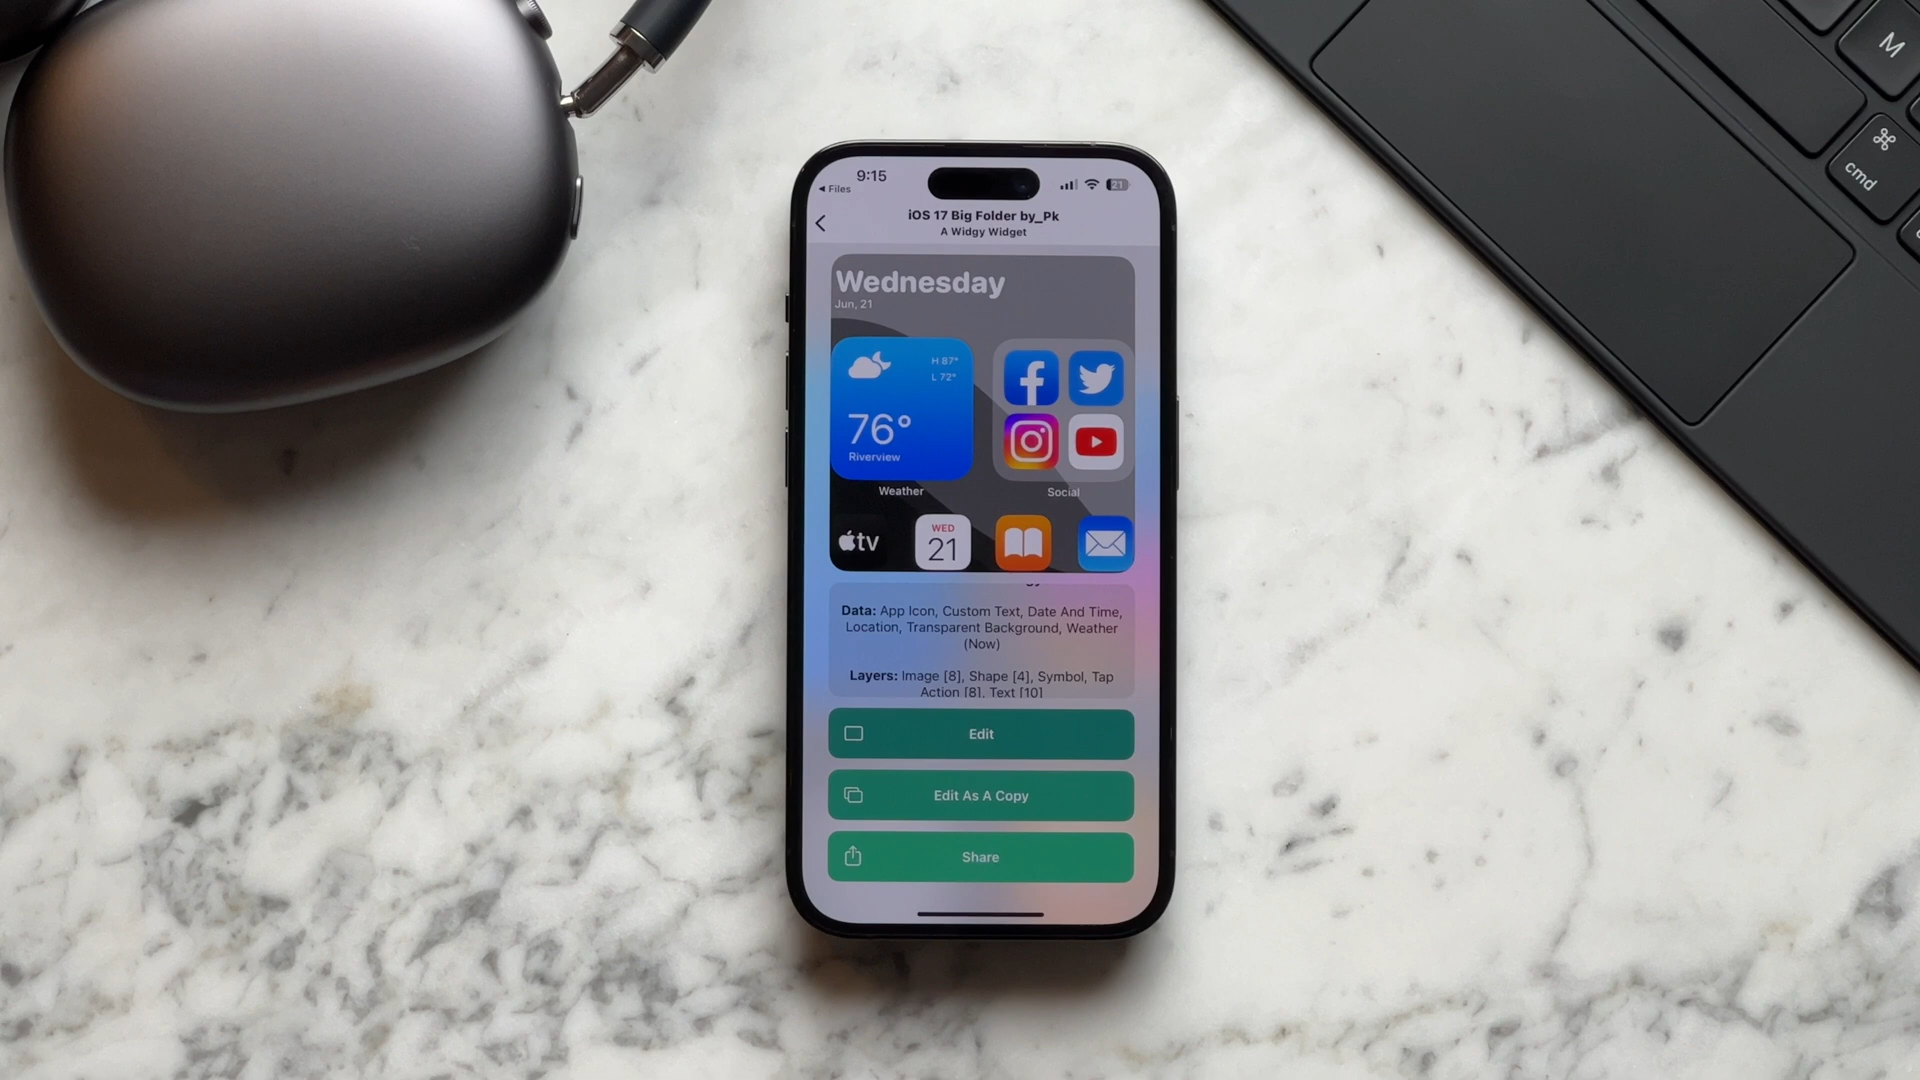 M
⌘
cmd
9:15
21
◀ Files
iOS 17 Big Folder by_Pk
A Widgy Widget
Wednesday
Jun, 21
H 87°
L 72°
76°
Riverview
Weather
Social
tv
WED
21
Data: App Icon, Custom Text, Date And Time,
Location, Transparent Background, Weather
(Now)
Layers: Image [8], Shape [4], Symbol, Tap
Action [8], Text [10]
Edit
Edit As A Copy
Share